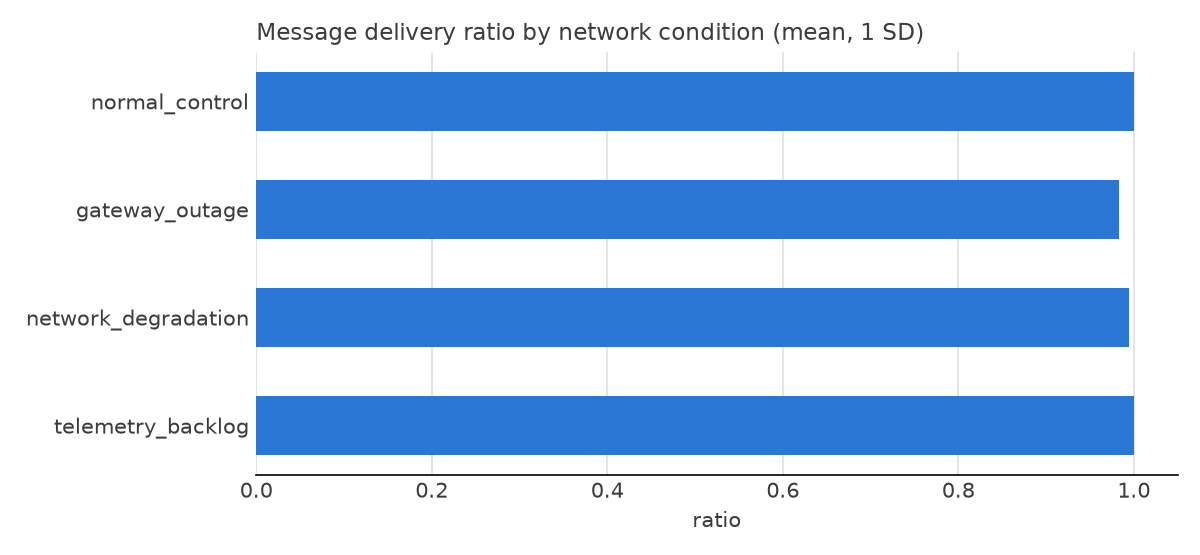 Message delivery ratio by network condition (mean, 1 SD)
normal_control
gateway_outage
network_degradation
telemetry_backlog
0.0 0.2 0.4 0.6 0.8 1.0
ratio